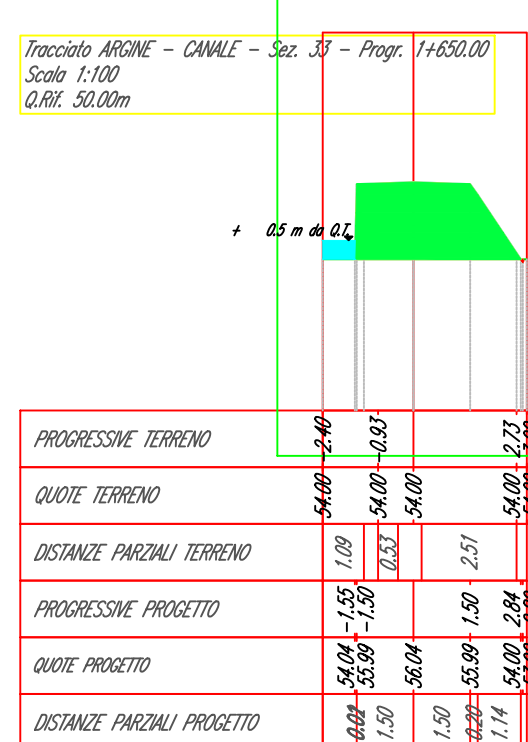 Tracciato ARGINE - CANALE - Sez. 33 - Progr. 1+650.00
Scala 1:100
Q.Rif. 50.00m
+ 0.5 m da Q.T.
PROGRESSIVE TERRENO -2.40 -0.93 2.73
QUOTE TERRENO 54.00 54.00 54.00 54.00
DISTANZE PARZIALI TERRENO 1.09 0.53 2.51
PROGRESSIVE PROGETTO -1.55 -1.50 1.50 2.84
QUOTE PROGETTO 54.04 55.99 56.04 55.99 54.00
DISTANZE PARZIALI PROGETTO 1.50 1.50 0.20 1.14